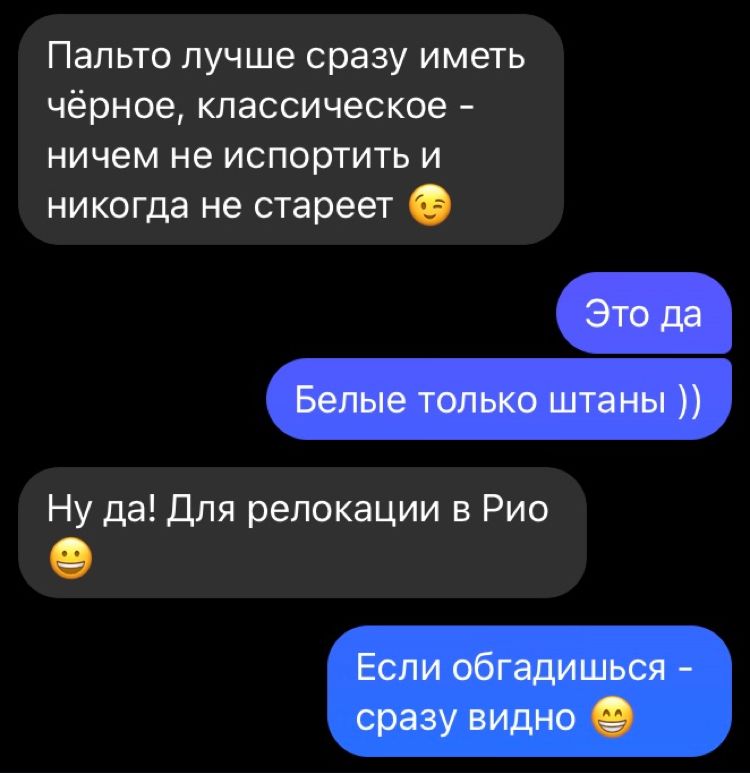 Пальто лучше сразу иметь
чёрное, классическое -
ничем не испортить и
никогда не стареет 😉
Это да
Белые только штаны ))
Ну да! Для релокации в Рио
😀
Если обгадишься -
сразу видно 😁